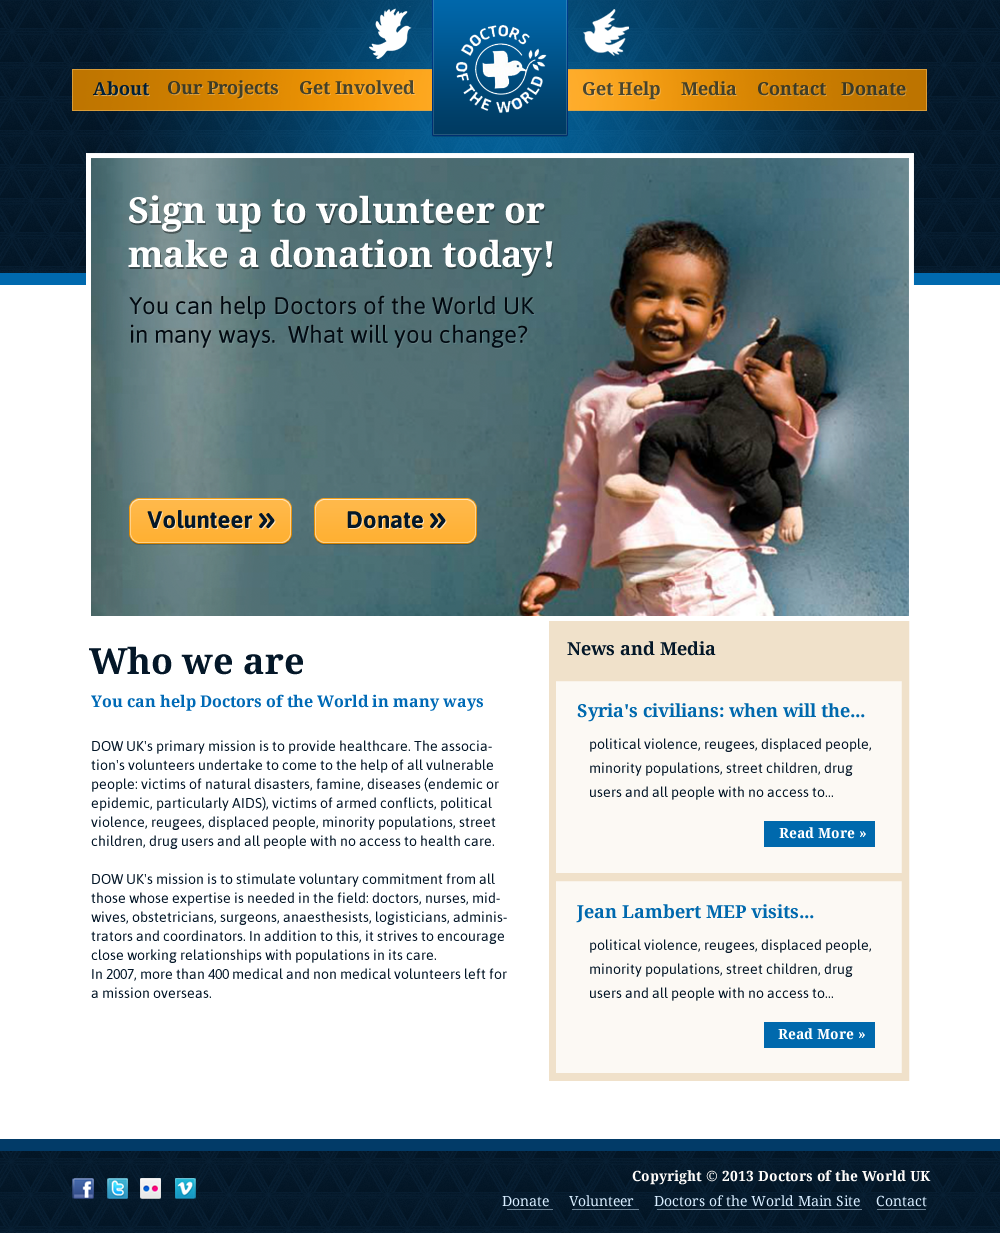 DOCTORS
OF THE WORLD
About Our Projects Get Involved Get Help Media Contact Donate
Sign up to volunteer or
make a donation today!
You can help Doctors of the World UK
in many ways.  What will you change?
Volunteer » Donate »
Who we are
You can help Doctors of the World in many ways
DOW UK's primary mission is to provide healthcare. The associa-
tion's volunteers undertake to come to the help of all vulnerable
people: victims of natural disasters, famine, diseases (endemic or
epidemic, particularly AIDS), victims of armed conflicts, political
violence, reugees, displaced people, minority populations, street
children, drug users and all people with no access to health care.
DOW UK's mission is to stimulate voluntary commitment from all
those whose expertise is needed in the field: doctors, nurses, mid-
wives, obstetricians, surgeons, anaesthesists, logisticians, adminis-
trators and coordinators. In addition to this, it strives to encourage
close working relationships with populations in its care.
In 2007, more than 400 medical and non medical volunteers left for
a mission overseas.
News and Media
Syria's civilians: when will the...
political violence, reugees, displaced people,
minority populations, street children, drug
users and all people with no access to...
Read More »
Jean Lambert MEP visits...
political violence, reugees, displaced people,
minority populations, street children, drug
users and all people with no access to...
Read More »
Copyright © 2013 Doctors of the World UK
Donate Volunteer Doctors of the World Main Site Contact